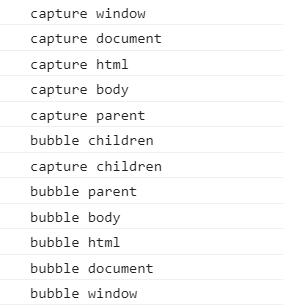 capture window
capture document
capture html
capture body
capture parent
bubble children
capture children
bubble parent
bubble body
bubble html
bubble document
bubble window